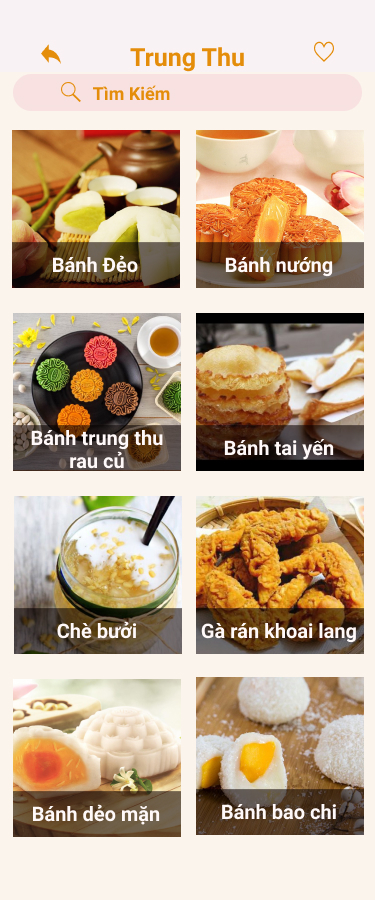 Trung Thu
Tìm Kiếm
Bánh Đẻo
Bánh nướng
Bánh trung thu
rau củ
Bánh tai yến
Chè bưởi
Gà rán khoai lang
Bánh dẻo mặn
Bánh bao chi